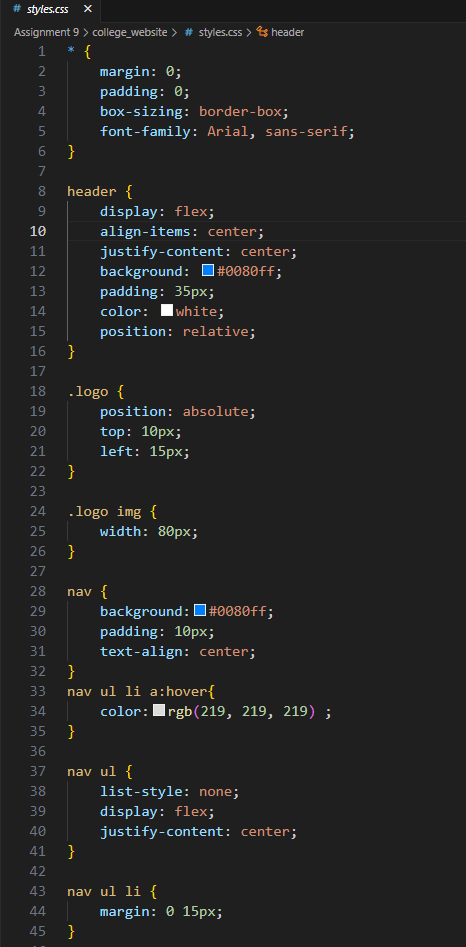 # styles.css ×
Assignment 9 > college_website > # styles.css > header
1 * {
2     margin: 0;
3     padding: 0;
4     box-sizing: border-box;
5     font-family: Arial, sans-serif;
6 }
7
8 header {
9     display: flex;
10     align-items: center;
11     justify-content: center;
12     background: #0080ff;
13     padding: 35px;
14     color: white;
15     position: relative;
16 }
17
18 .logo {
19     position: absolute;
20     top: 10px;
21     left: 15px;
22 }
23
24 .logo img {
25     width: 80px;
26 }
27
28 nav {
29     background: #0080ff;
30     padding: 10px;
31     text-align: center;
32 }
33 nav ul li a:hover{
34     color: rgb(219, 219, 219) ;
35 }
36
37 nav ul {
38     list-style: none;
39     display: flex;
40     justify-content: center;
41 }
42
43 nav ul li {
44     margin: 0 15px;
45 }